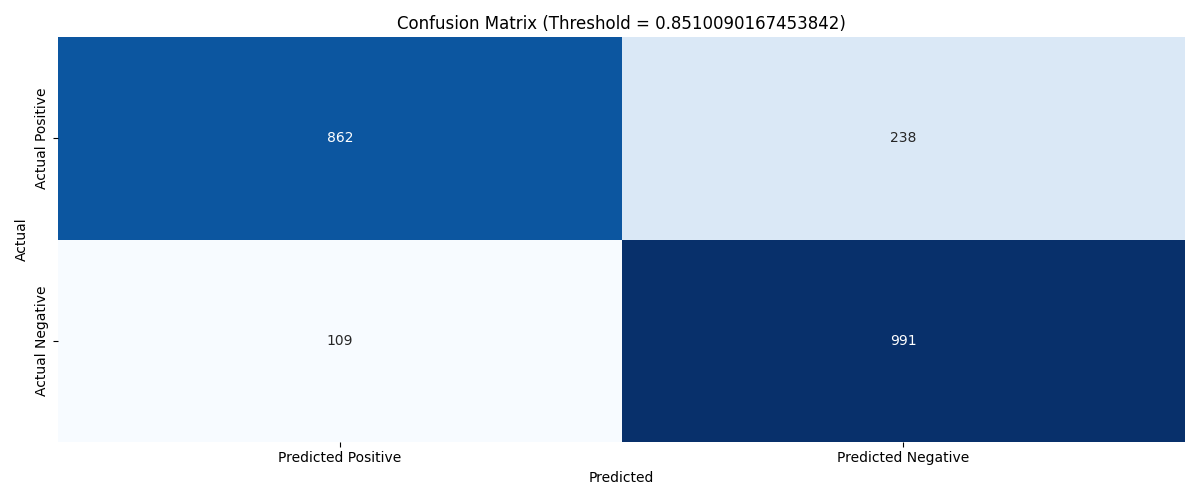 Confusion Matrix (Threshold = 0.8510090167453842)
Actual
Actual Positive
862
238
Actual Negative
109
991
Predicted Positive
Predicted Negative
Predicted